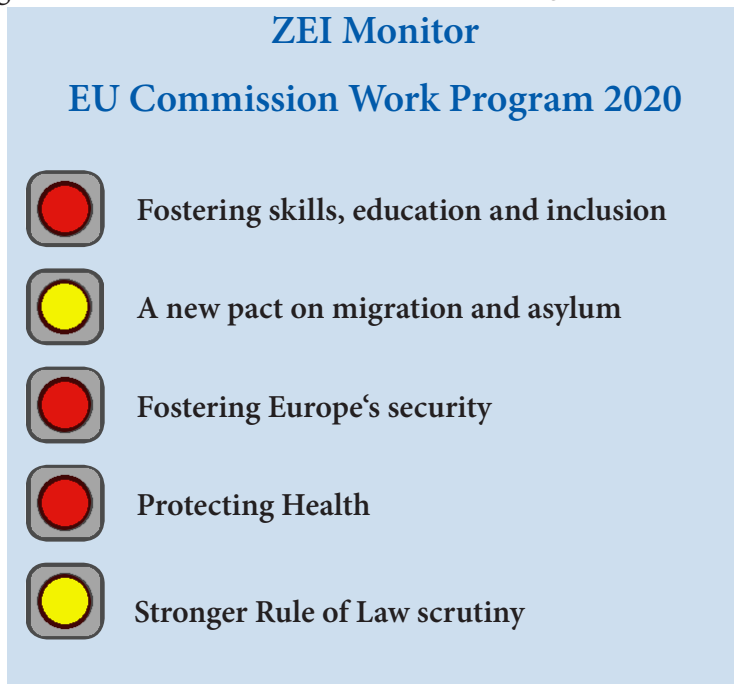 ZEI Monitor
EU Commission Work Program 2020
Fostering skills, education and inclusion
A new pact on migration and asylum
Fostering Europe‘s security
Protecting Health
Stronger Rule of Law scrutiny